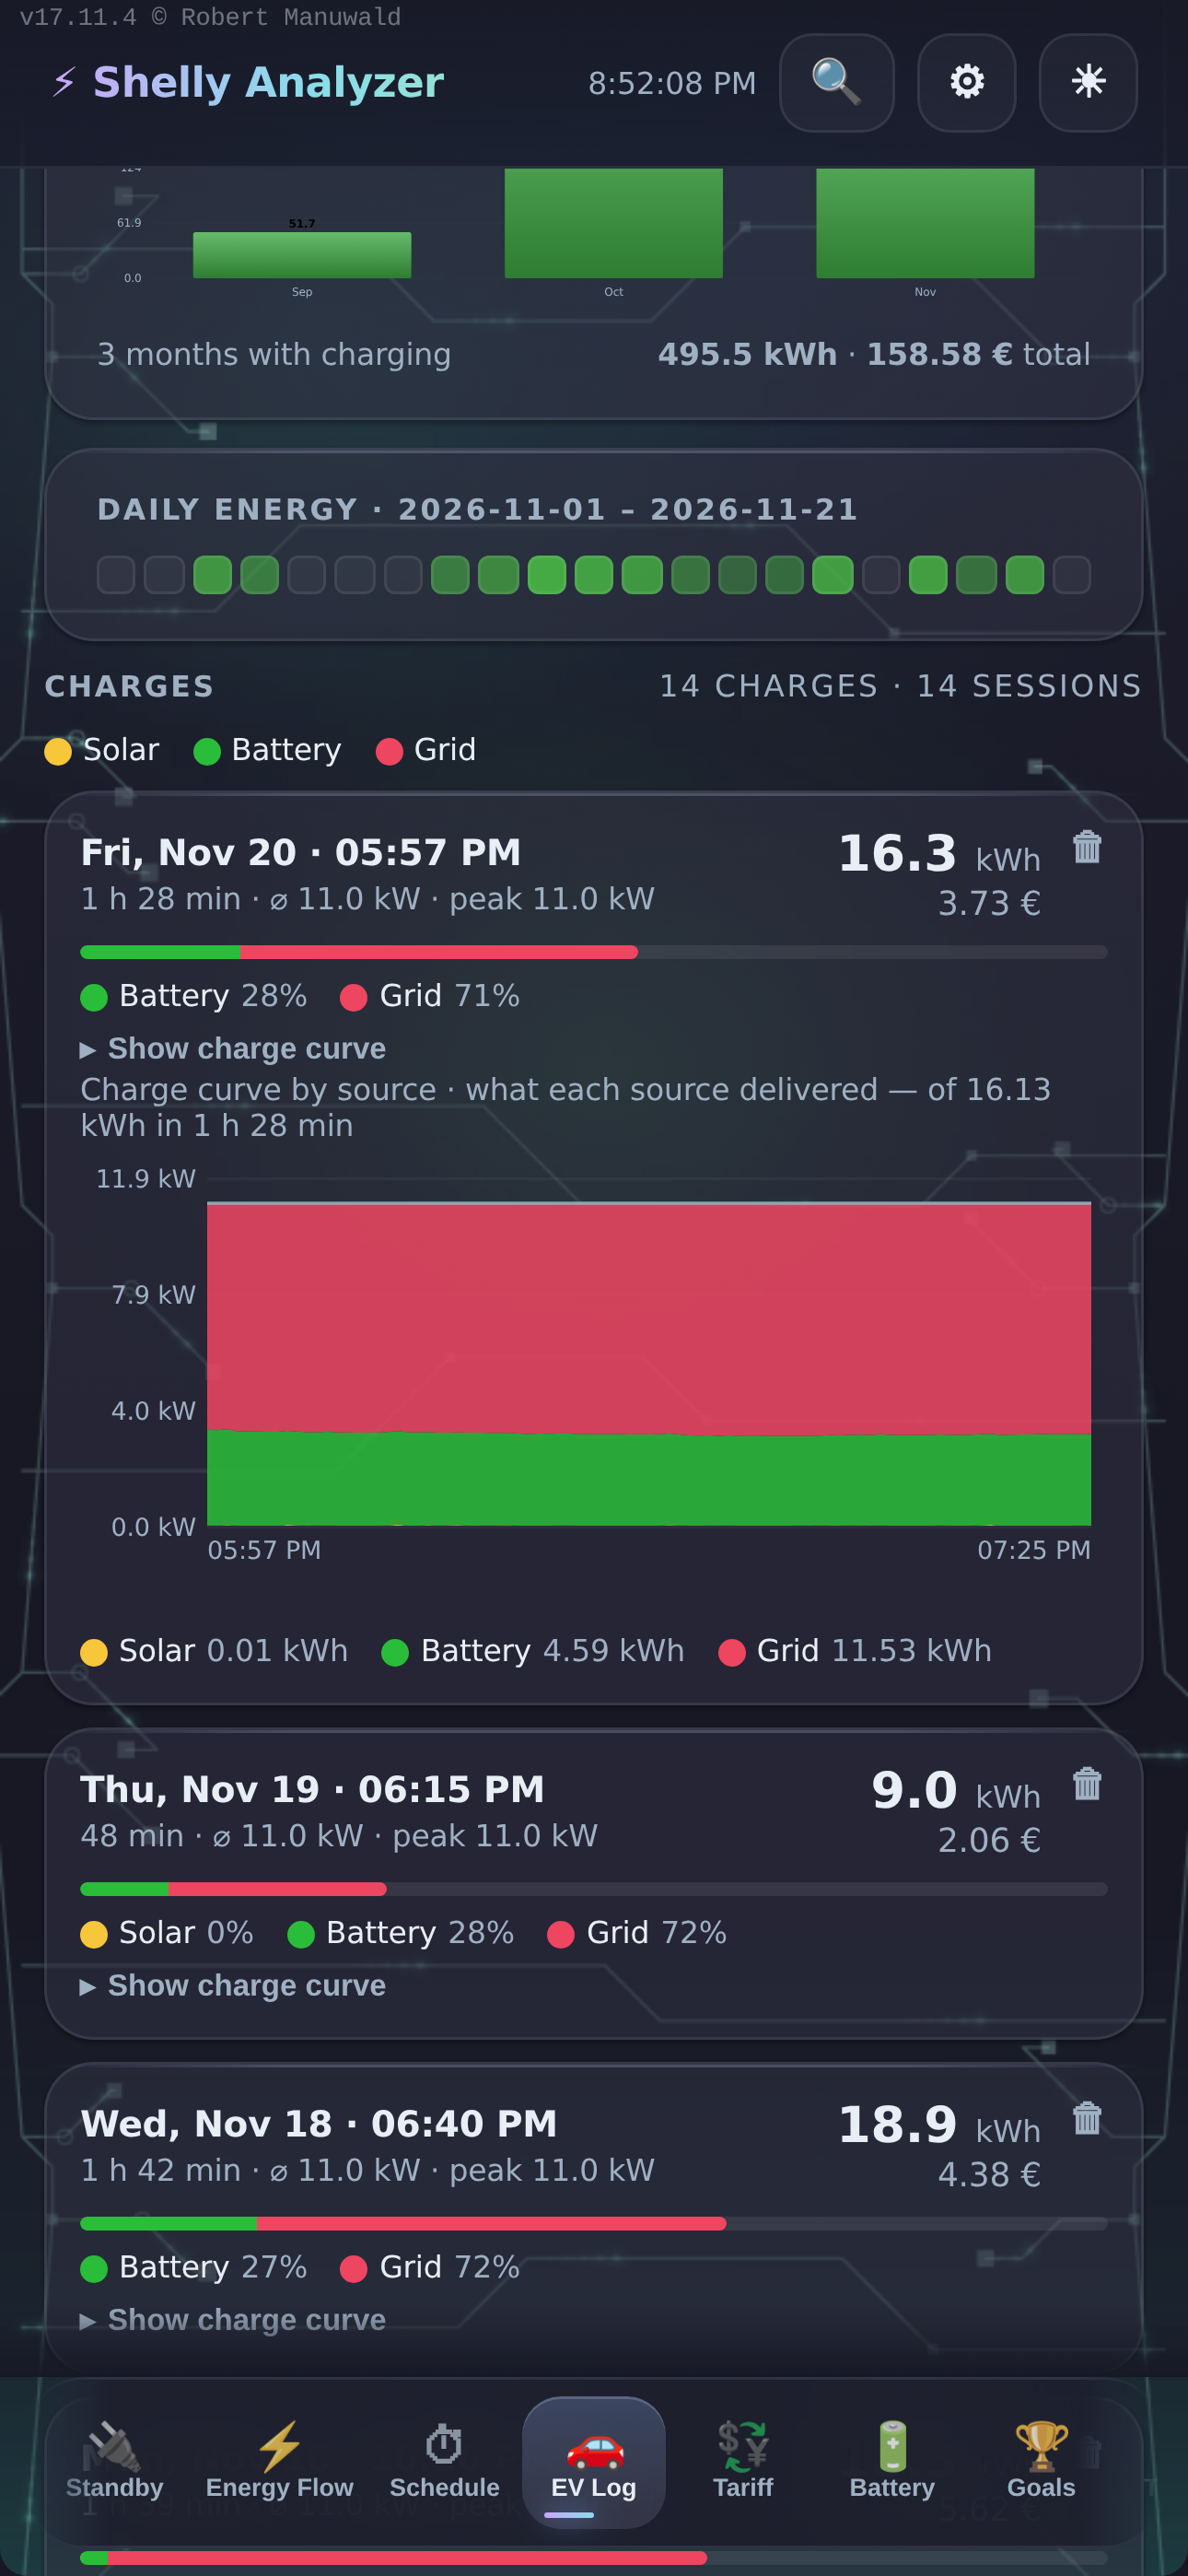 v17.11.4 © Robert Manuwald
⚡ Shelly Analyzer
8:52:08 PM
124
61.9
51.7
0.0
Sep
Oct
Nov
3 months with charging
495.5 kWh · 158.58 € total
DAILY ENERGY · 2026-11-01 – 2026-11-21
CHARGES
14 CHARGES · 14 SESSIONS
Solar
Battery
Grid
Fri, Nov 20 · 05:57 PM
16.3 kWh
1 h 28 min · ⌀ 11.0 kW · peak 11.0 kW
3.73 €
Battery 28%
Grid 71%
▸ Show charge curve
Charge curve by source · what each source delivered — of 16.13
kWh in 1 h 28 min
11.9 kW
7.9 kW
4.0 kW
0.0 kW
05:57 PM
07:25 PM
Solar 0.01 kWh
Battery 4.59 kWh
Grid 11.53 kWh
Thu, Nov 19 · 06:15 PM
9.0 kWh
48 min · ⌀ 11.0 kW · peak 11.0 kW
2.06 €
Solar 0%
Battery 28%
Grid 72%
▸ Show charge curve
Wed, Nov 18 · 06:40 PM
18.9 kWh
1 h 42 min · ⌀ 11.0 kW · peak 11.0 kW
4.38 €
Battery 27%
Grid 72%
▸ Show charge curve
Standby
Energy Flow
Schedule
EV Log
Tariff
Battery
Goals